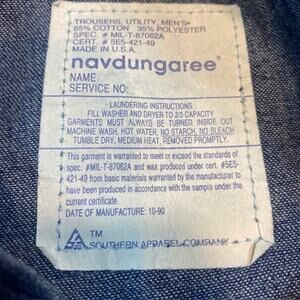 TROUSERS, UTILITY, MEN'S
65% COTTON 35% POLYESTER
SPEC. # MIL-T-87062A
CERT. # 5E5-421-49
MADE IN U.S.A.
navdungaree®
NAME
SERVICE NO:
- LAUNDERING INSTRUCTIONS
FILL WASHER AND DRYER TO 2/3 CAPACITY
GARMENTS MUST ALWAYS BE TURNED INSIDE OUT
MACHINE WASH, HOT WATER, NO STARCH, NO BLEACH
TUMBLE DRY, MEDIUM HEAT, REMOVED PROMPTLY.
This garment is warranted to meet or exceed the standards of
spec. #MIL-T-87062A and was produced under cert. #5E5-
421-49 from basic materials warranted by the manufacturer to
have been produced in accordance with the sample under the
current certificate.
DATE OF MANUFACTURE: 10-90
TM
SOUTHERN APPAREL COMPANY